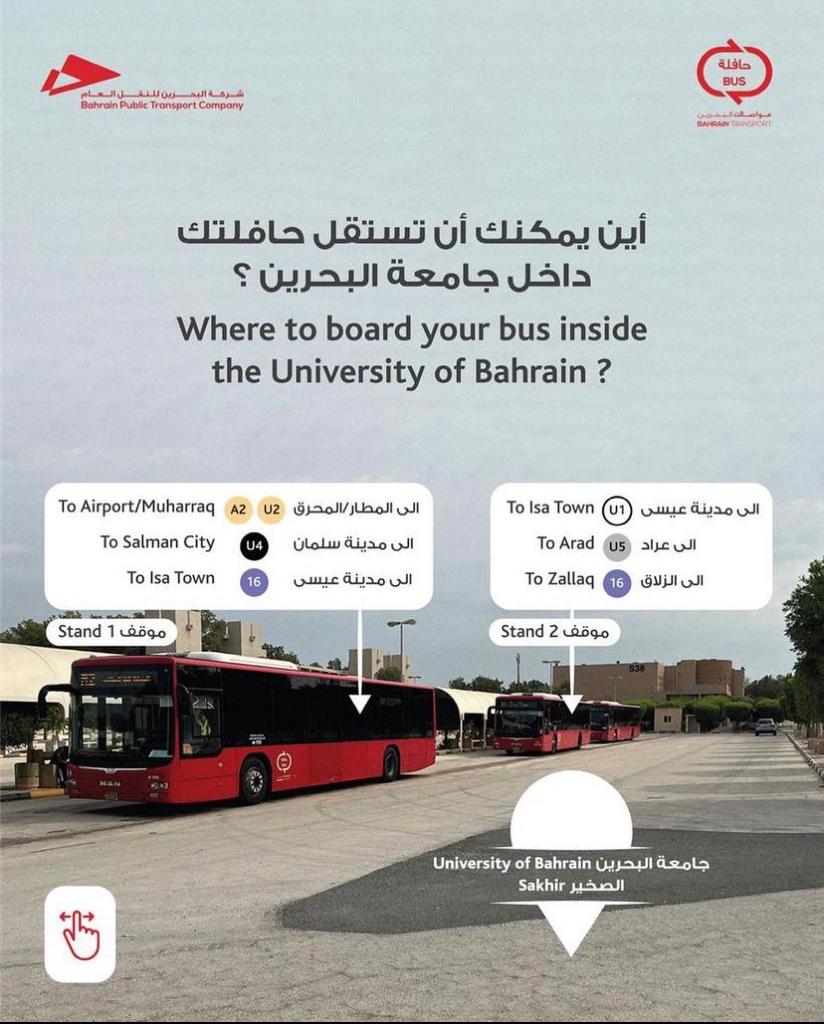 شركة البحرين للنقل العام
Bahrain Public Transport Company
حافلة
BUS
مواصلات البحرين
BAHRAIN TRANSPORT
أين يمكنك أن تستقل حافلتك
داخل جامعة البحرين ؟
Where to board your bus inside
the University of Bahrain ?
To Airport/Muharraq A2 U2 الى المطار/المحرق
To Salman City U4 الى مدينة سلمان
To Isa Town 16 الى مدينة عيسى
Stand 1 موقف
To Isa Town U1 الى مدينة عيسى
To Arad U5 الى عراد
To Zallaq 16 الى الزلاق
Stand 2 موقف
S38
A2
MAN
University of Bahrain جامعة البحرين
Sakhir الصخير